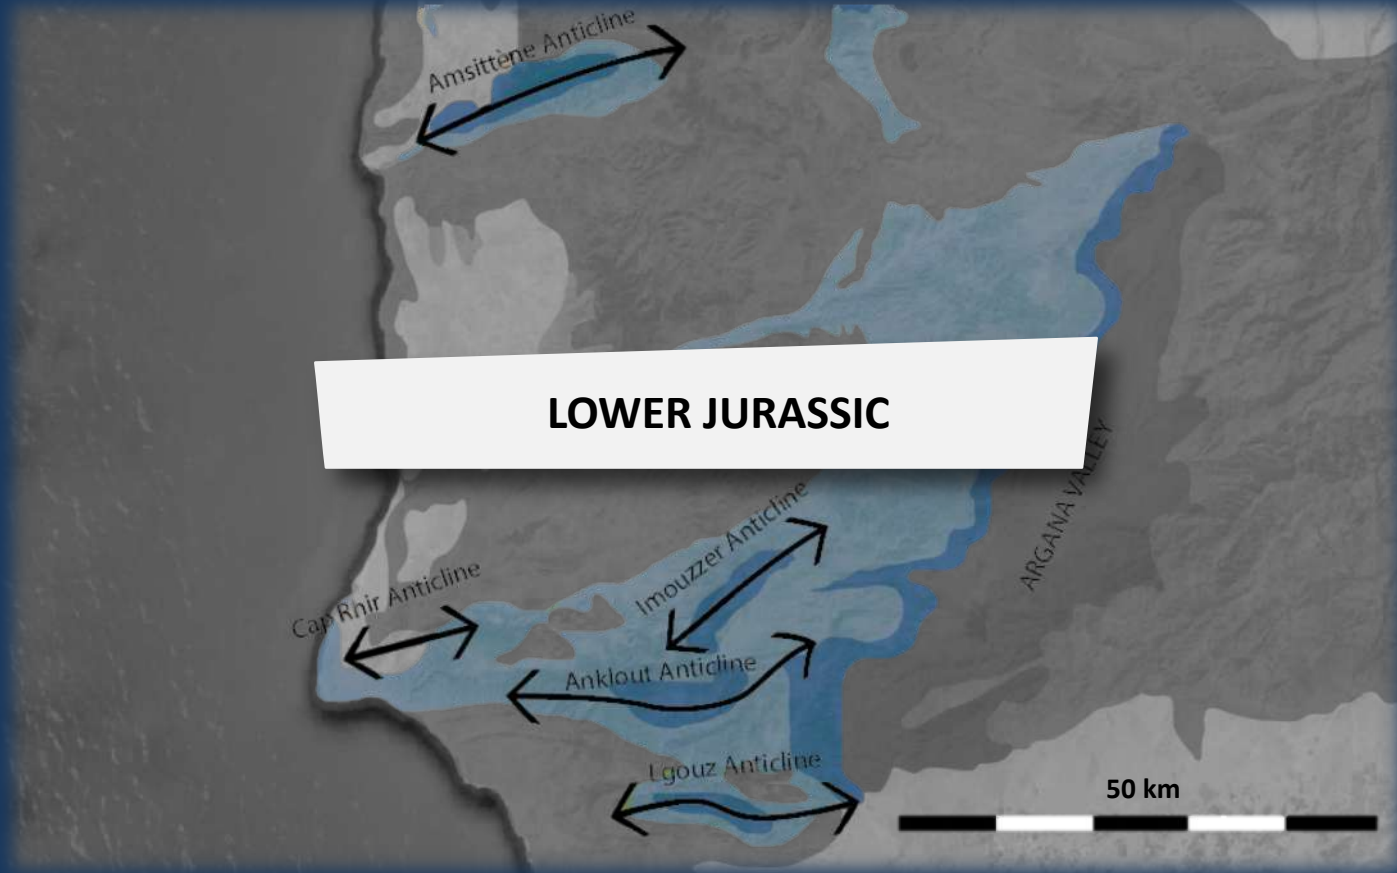 Amsittène Anticline
LOWER JURASSIC
ARGANA VALLEY
Imouzzer Anticline
Cap Rhir Anticline
Anklout Anticline
Lgouz Anticline
50 km